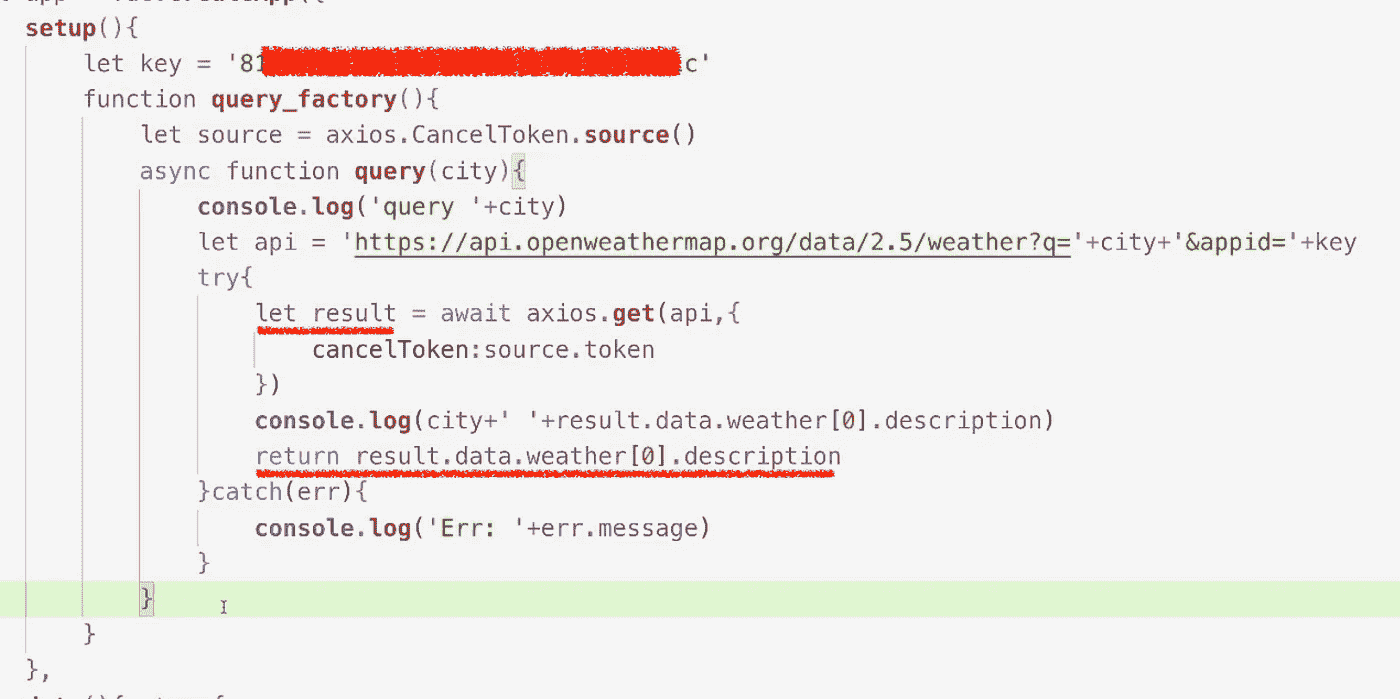 setup(){
let key = '81 c'
function query_factory(){
let source = axios.CancelToken.source()
async function query(city){
console.log('query '+city)
let api = 'https://api.openweathermap.org/data/2.5/weather?q='+city+'&appid='+key
try{
let result = await axios.get(api,{
cancelToken:source.token
})
console.log(city+' '+result.data.weather[0].description)
return result.data.weather[0].description
}catch(err){
console.log('Err: '+err.message)
}
}
}
},